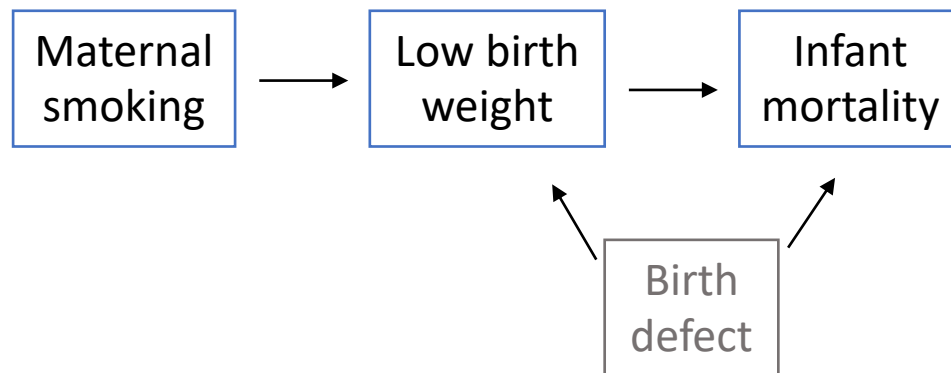 Maternal
smoking
Low birth
weight
Infant
mortality
Birth
defect